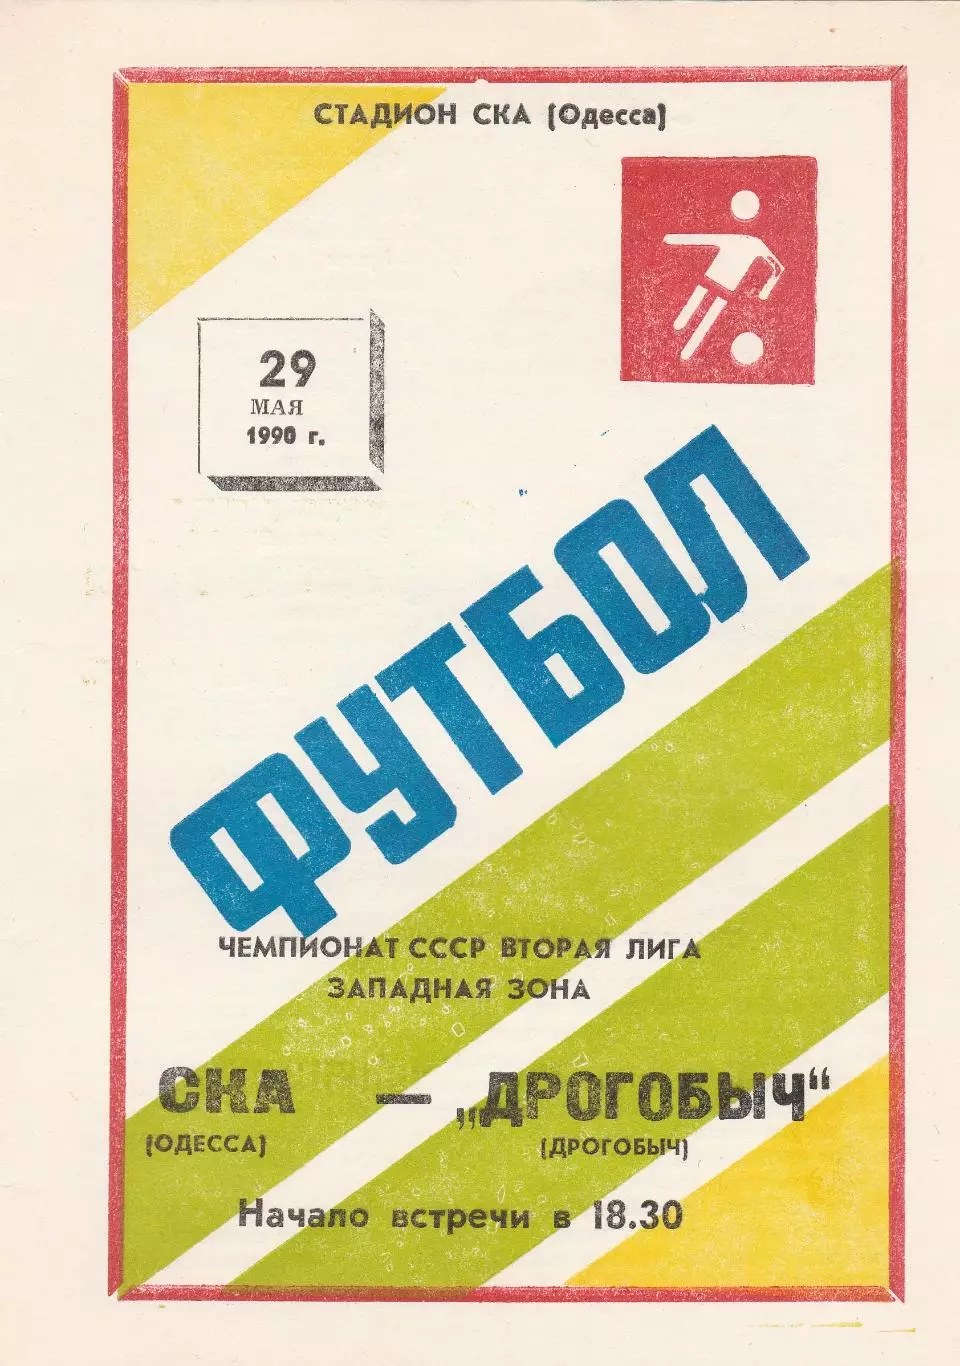 СТАДИОН СКА (Одесса)
29
МАЯ
1990 г.
ФУТБОЛ
ЧЕМПИОНАТ СССР ВТОРАЯ ЛИГА
ЗАПАДНАЯ ЗОНА
СКА — „ДРОГОБЫЧ“
(ОДЕССА) (ДРОГОБЫЧ)
Начало встречи в 18.30